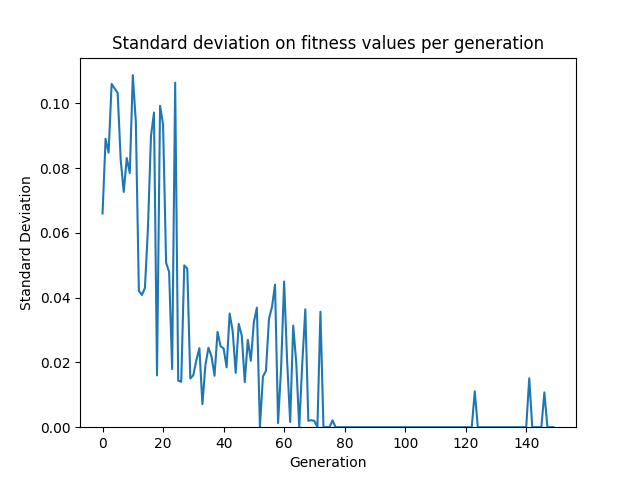 Standard deviation on fitness values per generation
Standard Deviation
0.10
0.08
0.06
0.04
0.02
0.00
0 20 40 60 80 100 120 140
Generation